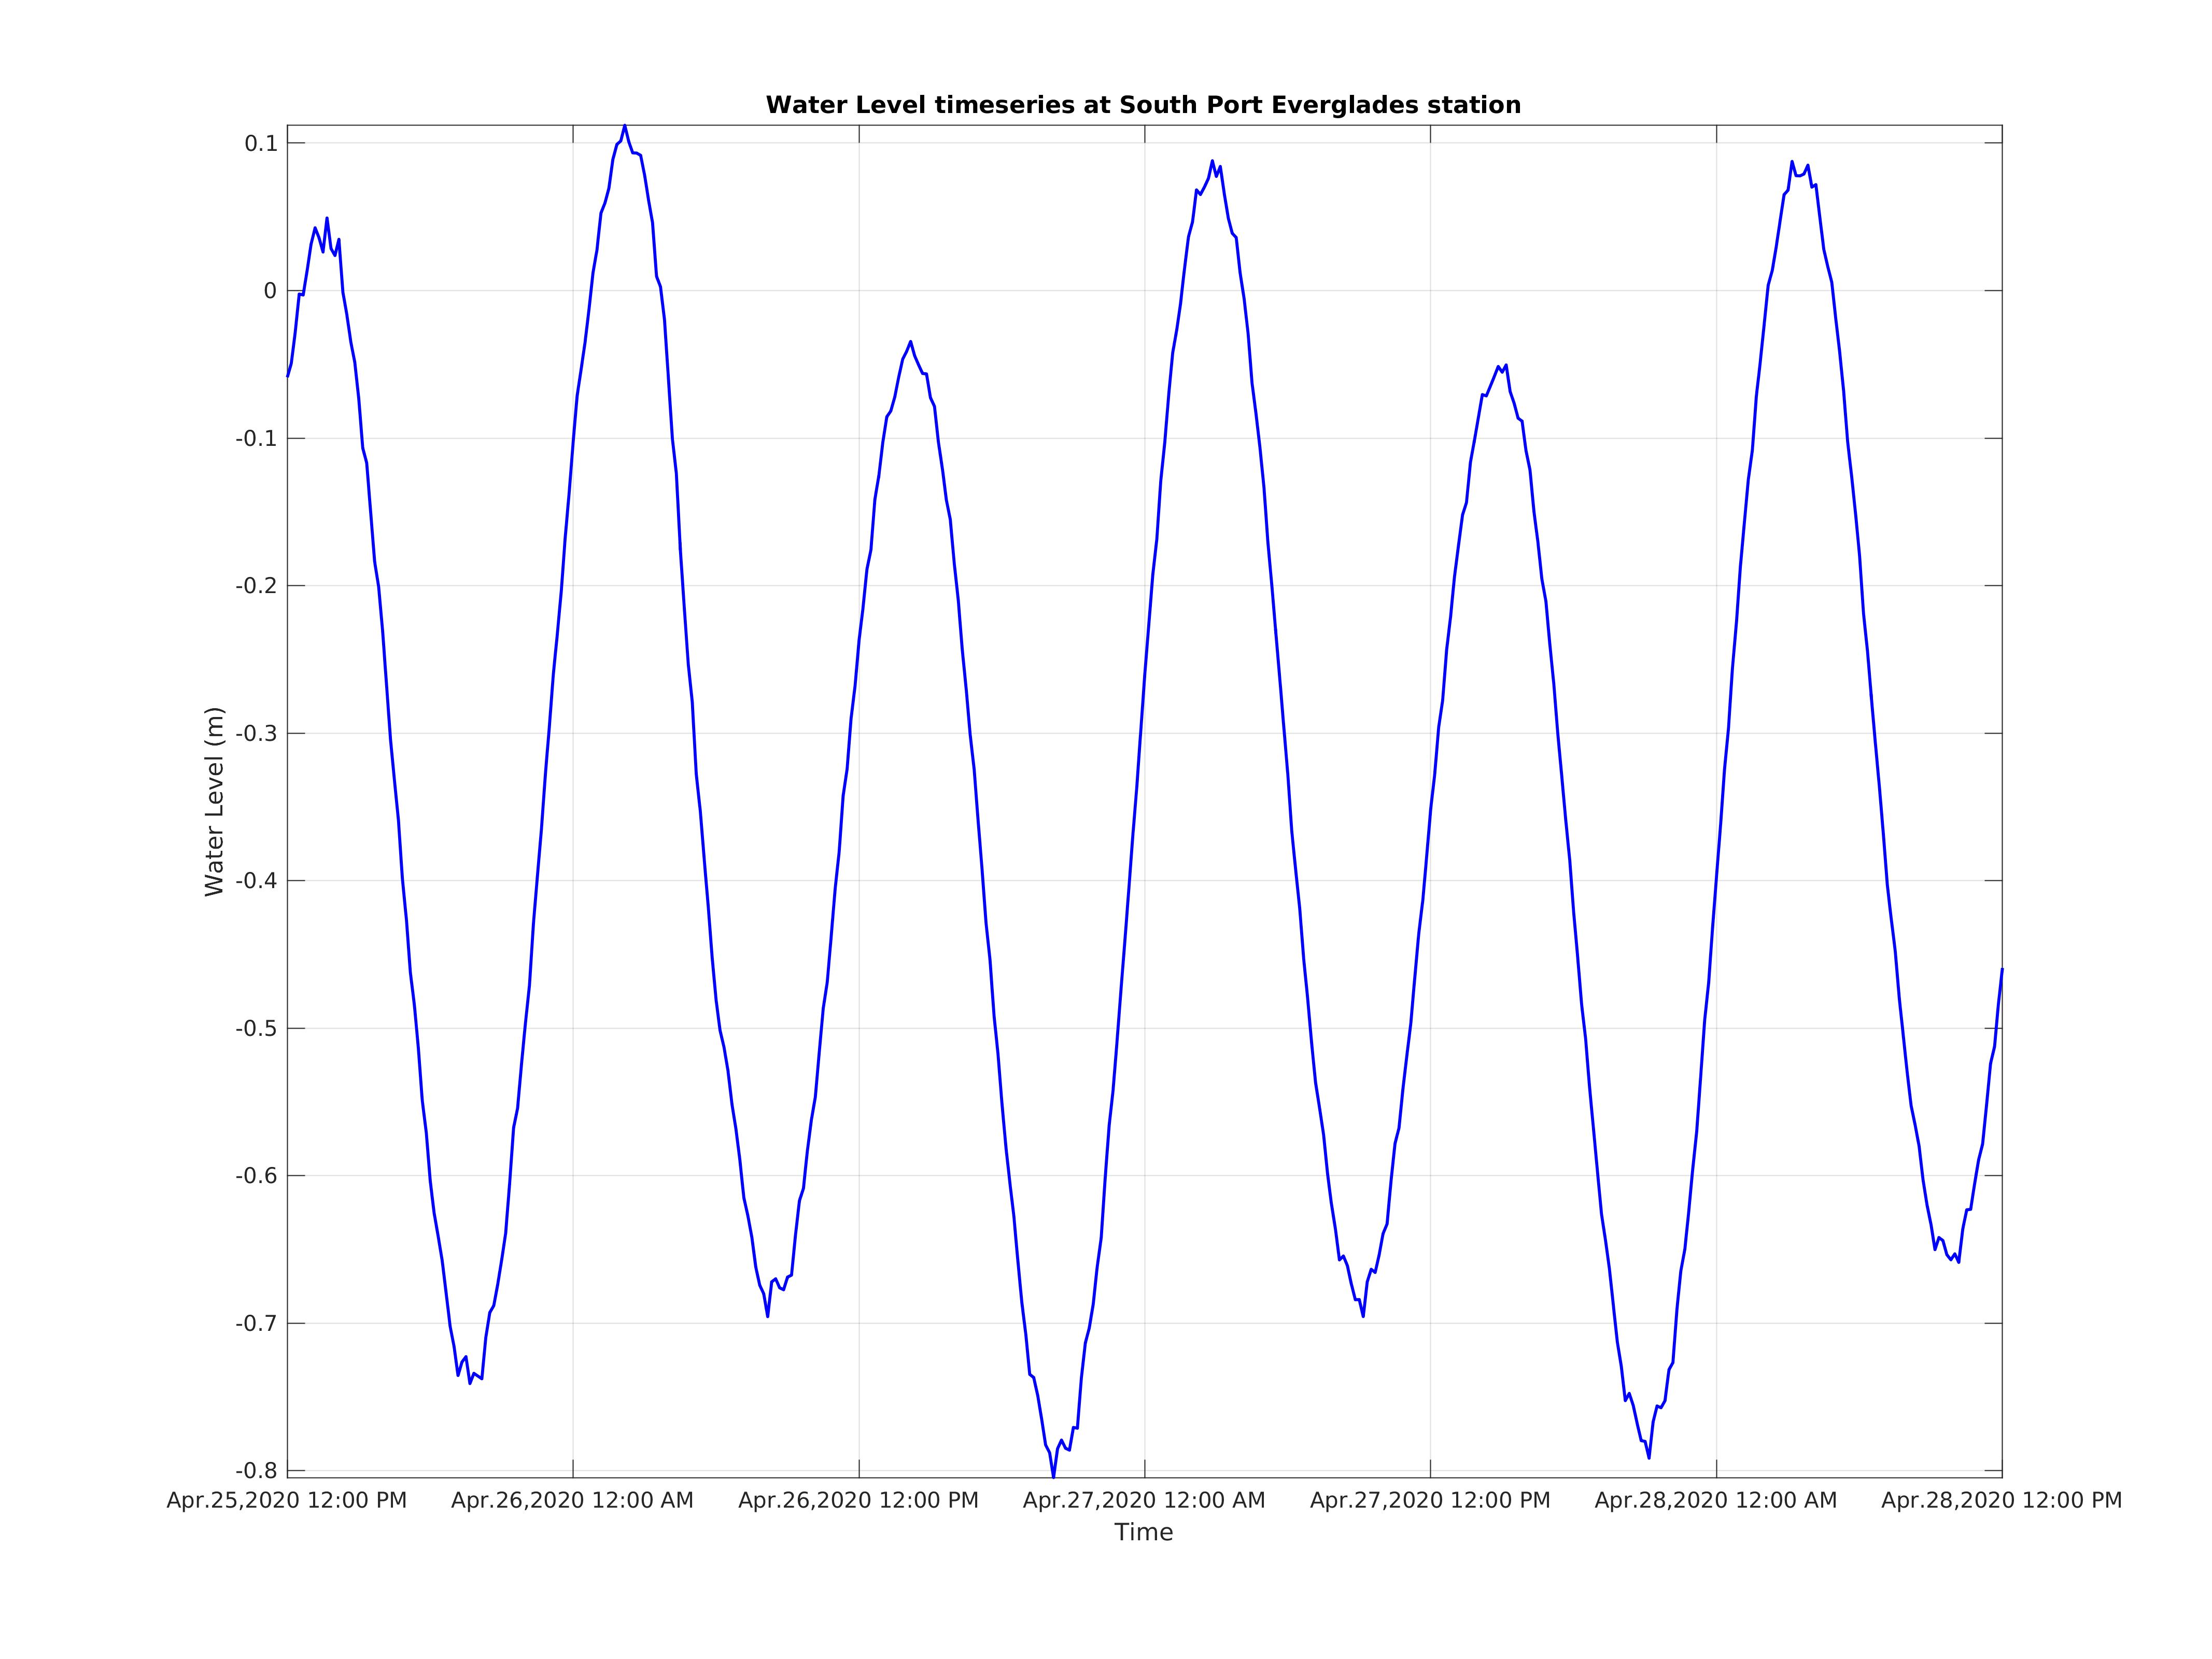 Water Level timeseries at South Port Everglades station
0.1
0
-0.1
-0.2
-0.3
-0.4
-0.5
-0.6
-0.7
-0.8
Water Level (m)
Apr.25,2020 12:00 PM Apr.26,2020 12:00 AM Apr.26,2020 12:00 PM Apr.27,2020 12:00 AM Apr.27,2020 12:00 PM Apr.28,2020 12:00 AM Apr.28,2020 12:00 PM
Time